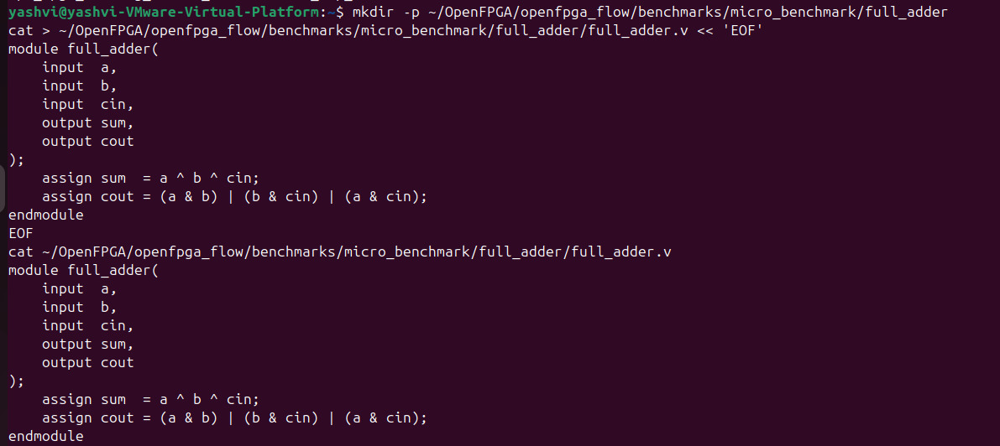 yashvi@yashvi-VMware-Virtual-Platform:~$ mkdir -p ~/OpenFPGA/openfpga_flow/benchmarks/micro_benchmark/full_adder
cat > ~/OpenFPGA/openfpga_flow/benchmarks/micro_benchmark/full_adder/full_adder.v << 'EOF'
module full_adder(
    input  a,
    input  b,
    input  cin,
    output sum,
    output cout
);
    assign sum  = a ^ b ^ cin;
    assign cout = (a & b) | (b & cin) | (a & cin);
endmodule
EOF
cat ~/OpenFPGA/openfpga_flow/benchmarks/micro_benchmark/full_adder/full_adder.v
module full_adder(
    input  a,
    input  b,
    input  cin,
    output sum,
    output cout
);
    assign sum  = a ^ b ^ cin;
    assign cout = (a & b) | (b & cin) | (a & cin);
endmodule